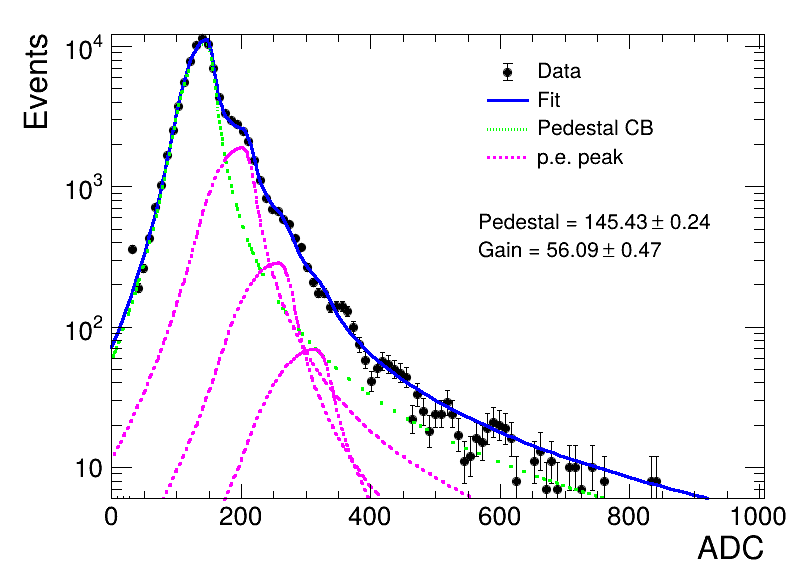 Events
10⁴
10³
10²
10
Data
Fit
Pedestal CB
p.e. peak
Pedestal = 145.43 ± 0.24
Gain = 56.09 ± 0.47
0 200 400 600 800 1000
ADC